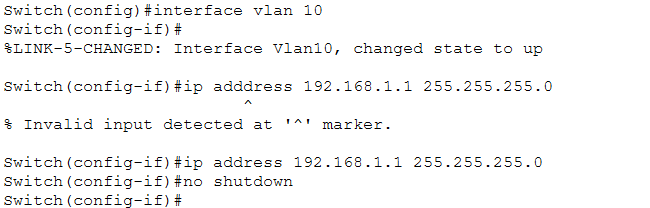 Switch(config)#interface vlan 10
Switch(config-if)#
%LINK-5-CHANGED: Interface Vlan10, changed state to up
Switch(config-if)#ip adddress 192.168.1.1 255.255.255.0
^
% Invalid input detected at '^' marker.
Switch(config-if)#ip address 192.168.1.1 255.255.255.0
Switch(config-if)#no shutdown
Switch(config-if)#